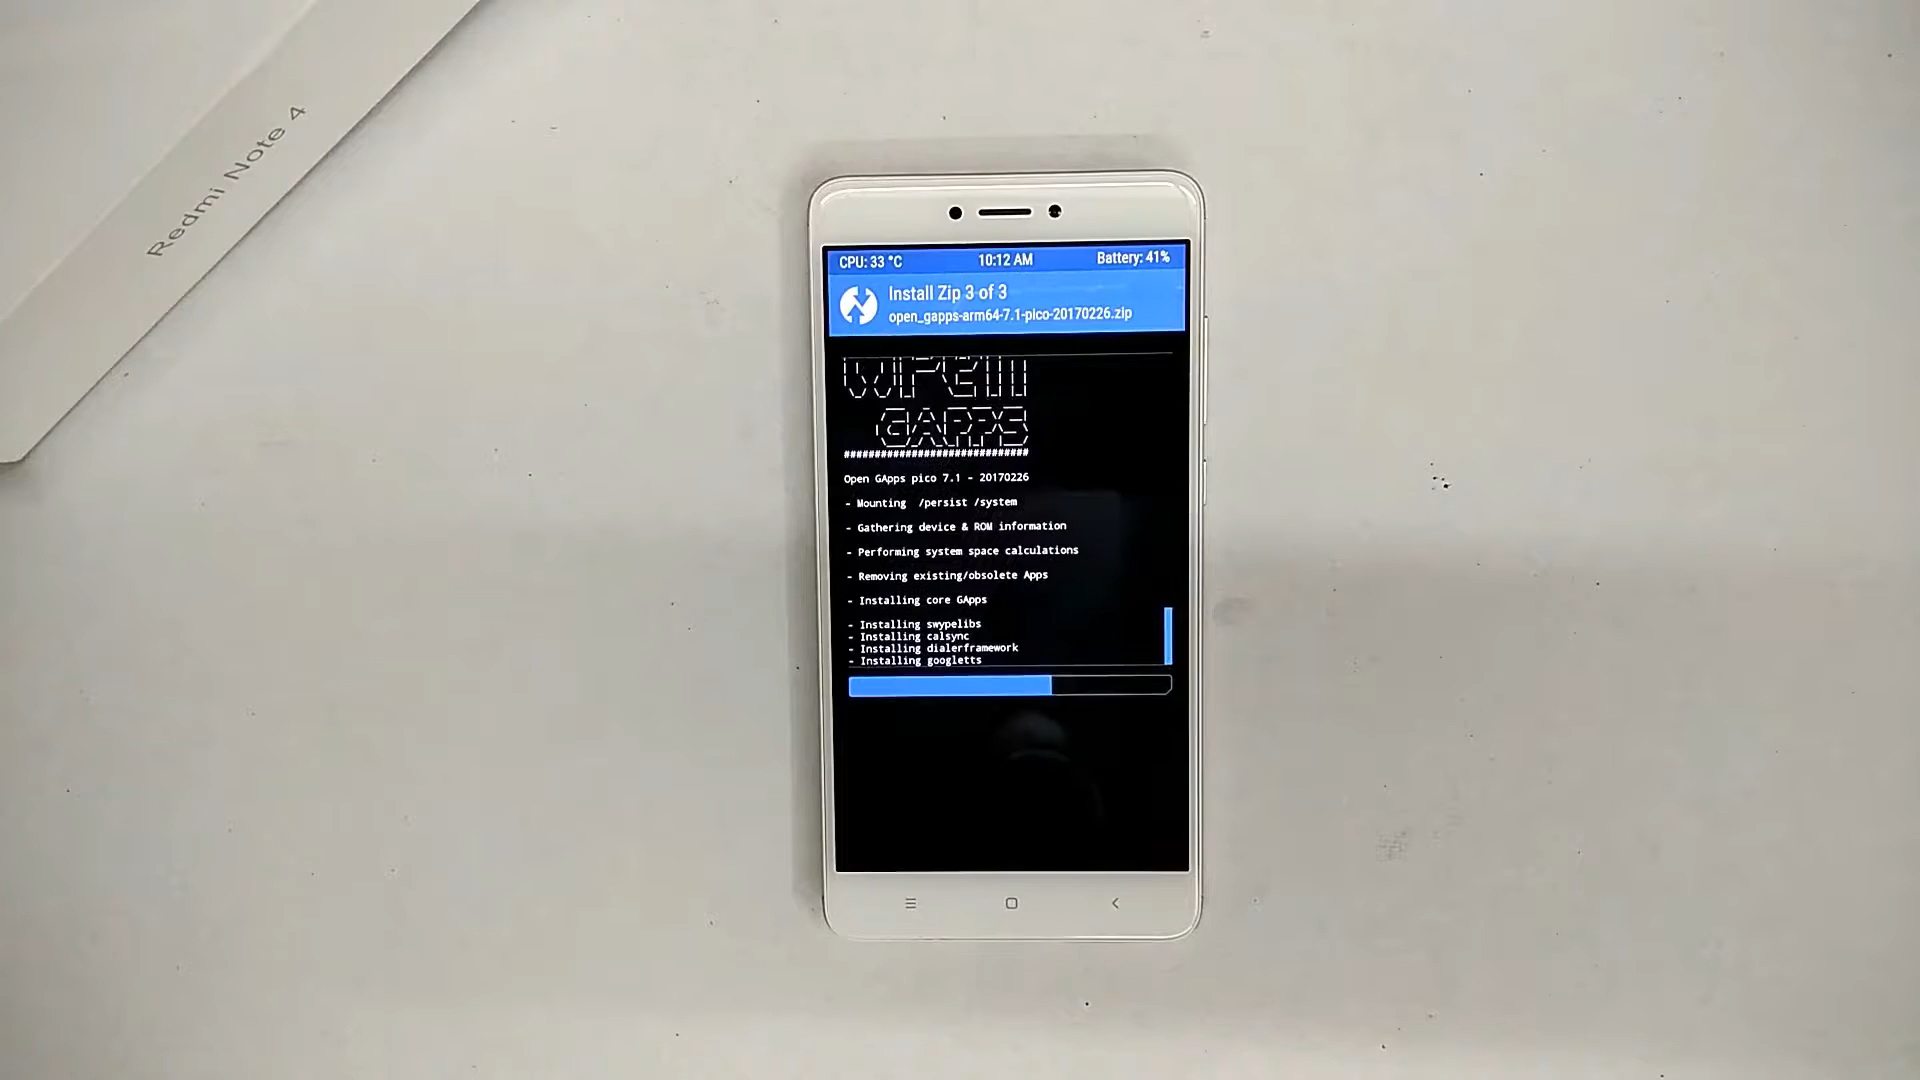 Redmi Note 4
CPU: 33 °C 10:12 AM Battery: 41%
Install Zip 3 of 3
open_gapps-arm64-7.1-pico-20170226.zip
GAPPS
##############################
Open GApps pico 7.1 - 20170226
- Mounting /persist /system
- Gathering device & ROM information
- Performing system space calculations
- Removing existing/obsolete Apps
- Installing core GApps
- Installing swypelibs
- Installing calsync
- Installing dialerframework
- Installing googletts